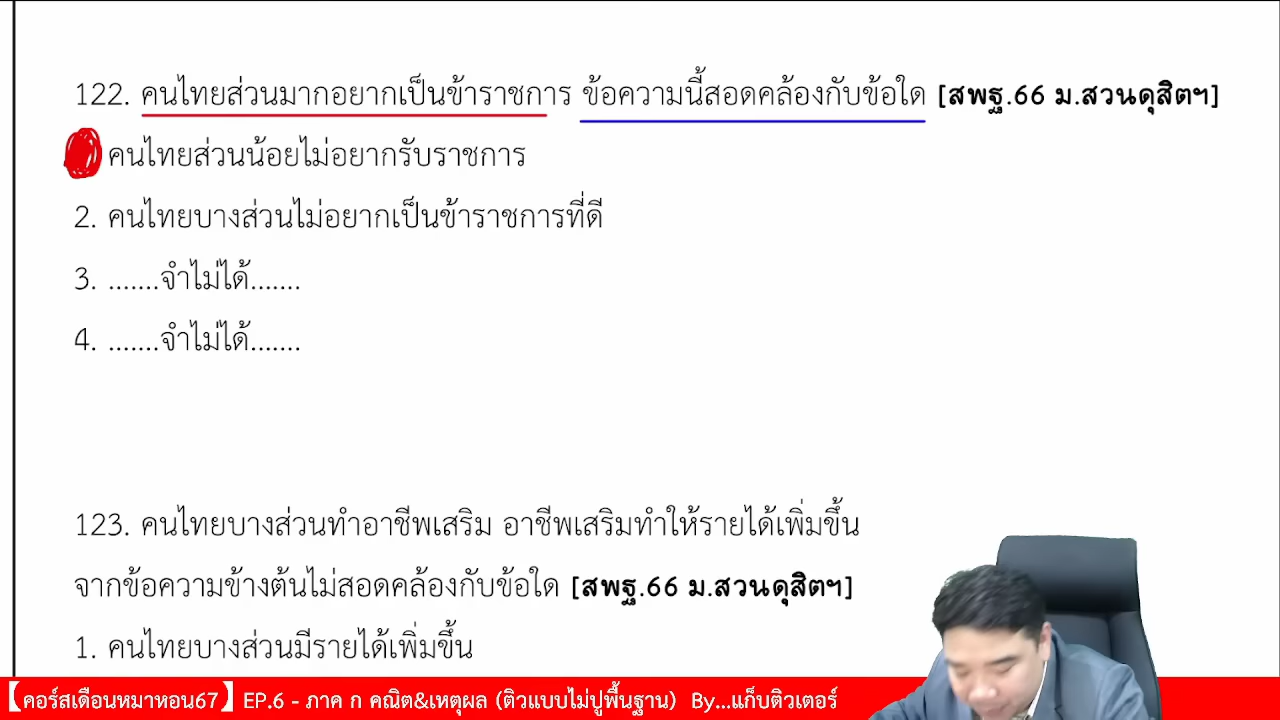 122. คนไทยส่วนมากอยากเป็นข้าราชการ ข้อความนี้สอดคล้องกับข้อใด [สพฐ.66 ม.สวนดุสิตฯ]
คนไทยส่วนน้อยไม่อยากรับราชการ
2. คนไทยบางส่วนไม่อยากเป็นข้าราชการที่ดี
3. .......จำไม่ได้.......
4. .......จำไม่ได้.......
123. คนไทยบางส่วนทำอาชีพเสริม อาชีพเสริมทำให้รายได้เพิ่มขึ้น
จากข้อความข้างต้นไม่สอดคล้องกับข้อใด [สพฐ.66 ม.สวนดุสิตฯ]
1. คนไทยบางส่วนมีรายได้เพิ่มขึ้น
【คอร์สเดือนหมาหอน67】 EP.6 - ภาค ก คณิต&เหตุผล (ติวแบบไม่ปูพื้นฐาน) By...แก็บติวเตอร์